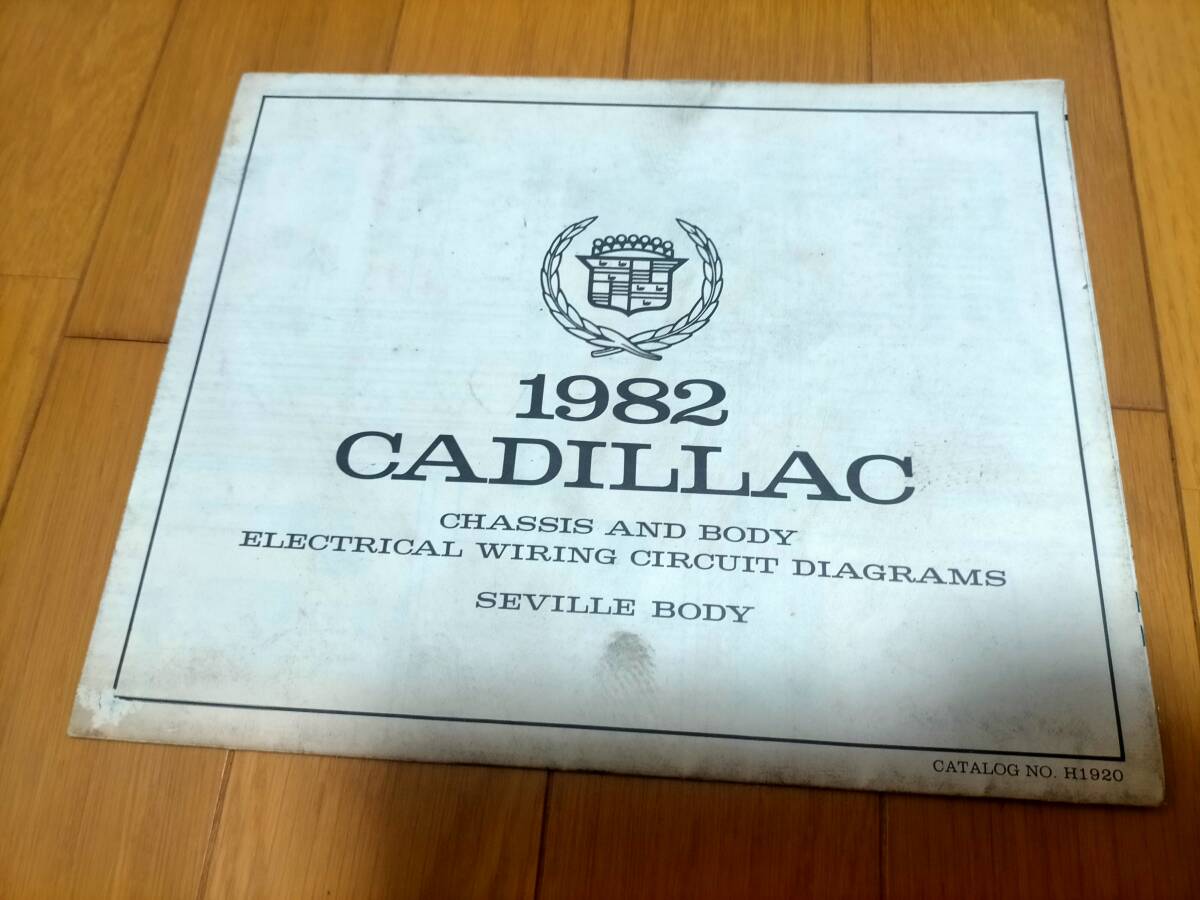 1982
CADILLAC
CHASSIS AND BODY
ELECTRICAL WIRING CIRCUIT DIAGRAMS
SEVILLE BODY
CATALOG NO. H1920